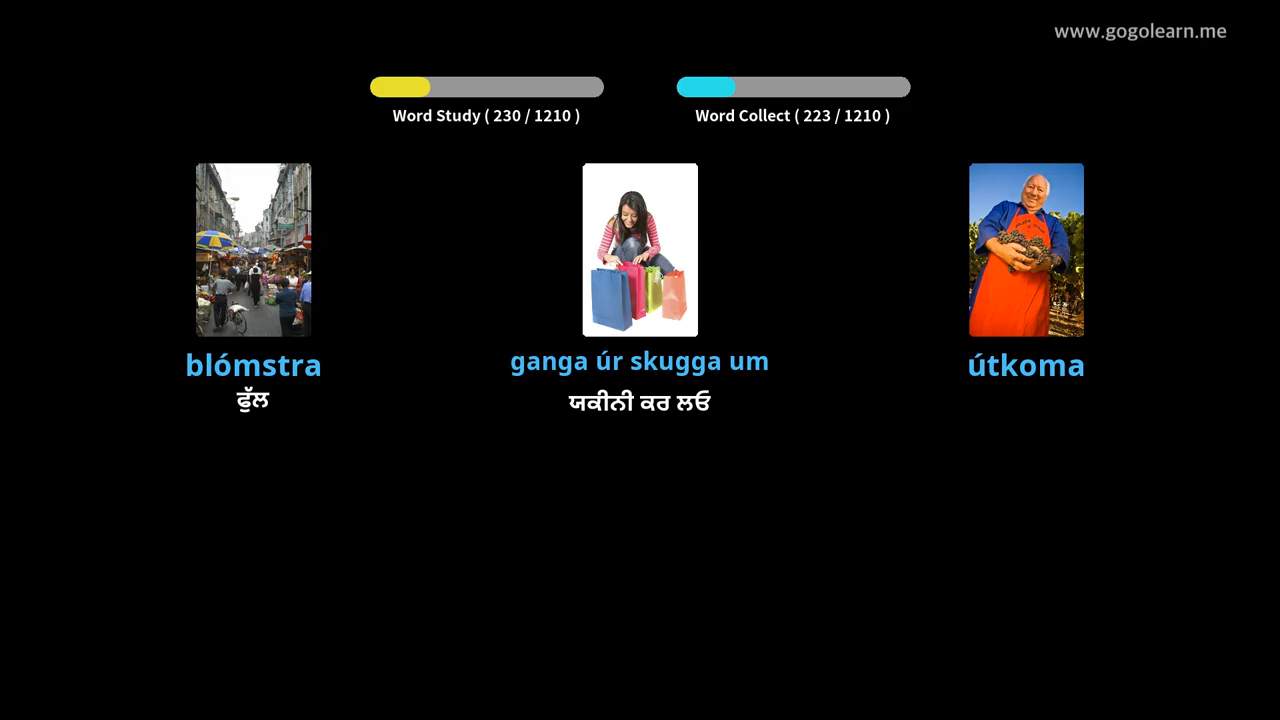 www.gogolearn.me
Word Study ( 230 / 1210 )
Word Collect ( 223 / 1210 )
blómstra
ਫੁੱਲ
ganga úr skugga um
ਯਕੀਨੀ ਕਰ ਲਓ
útkoma